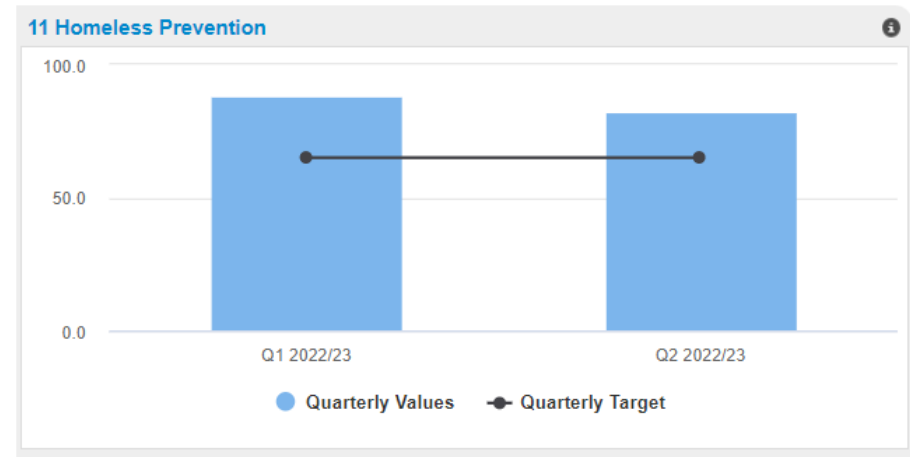 11 Homeless Prevention
100.0
50.0
0.0
Q1 2022/23 Q2 2022/23
Quarterly Values Quarterly Target